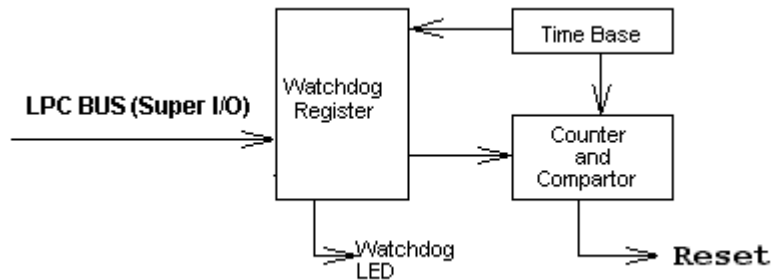 Time Base
Watchdog
Register
LPC BUS (Super I/O)
Counter
and
Compartor
Watchdog
LED
Reset